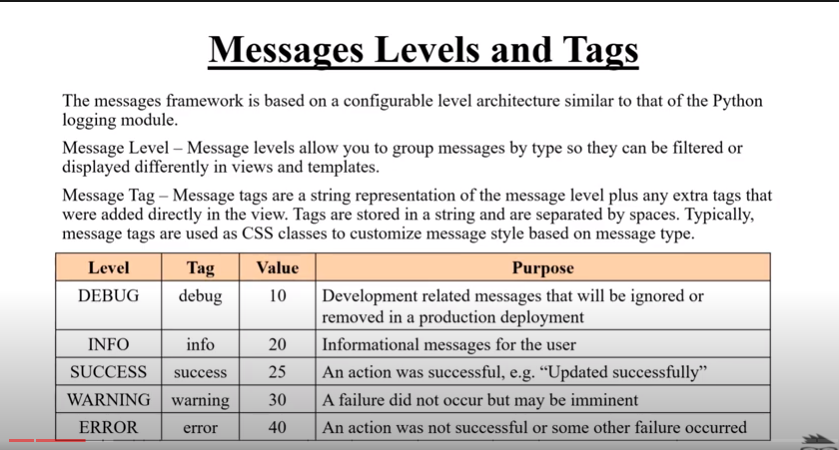 Messages Levels and Tags
The messages framework is based on a configurable level architecture similar to that of the Python
logging module.
Message Level – Message levels allow you to group messages by type so they can be filtered or
displayed differently in views and templates.
Message Tag – Message tags are a string representation of the message level plus any extra tags that
were added directly in the view. Tags are stored in a string and are separated by spaces. Typically,
message tags are used as CSS classes to customize message style based on message type.
Level Tag Value Purpose
DEBUG debug 10 Development related messages that will be ignored or
removed in a production deployment
INFO info 20 Informational messages for the user
SUCCESS success 25 An action was successful, e.g. “Updated successfully”
WARNING warning 30 A failure did not occur but may be imminent
ERROR error 40 An action was not successful or some other failure occurred